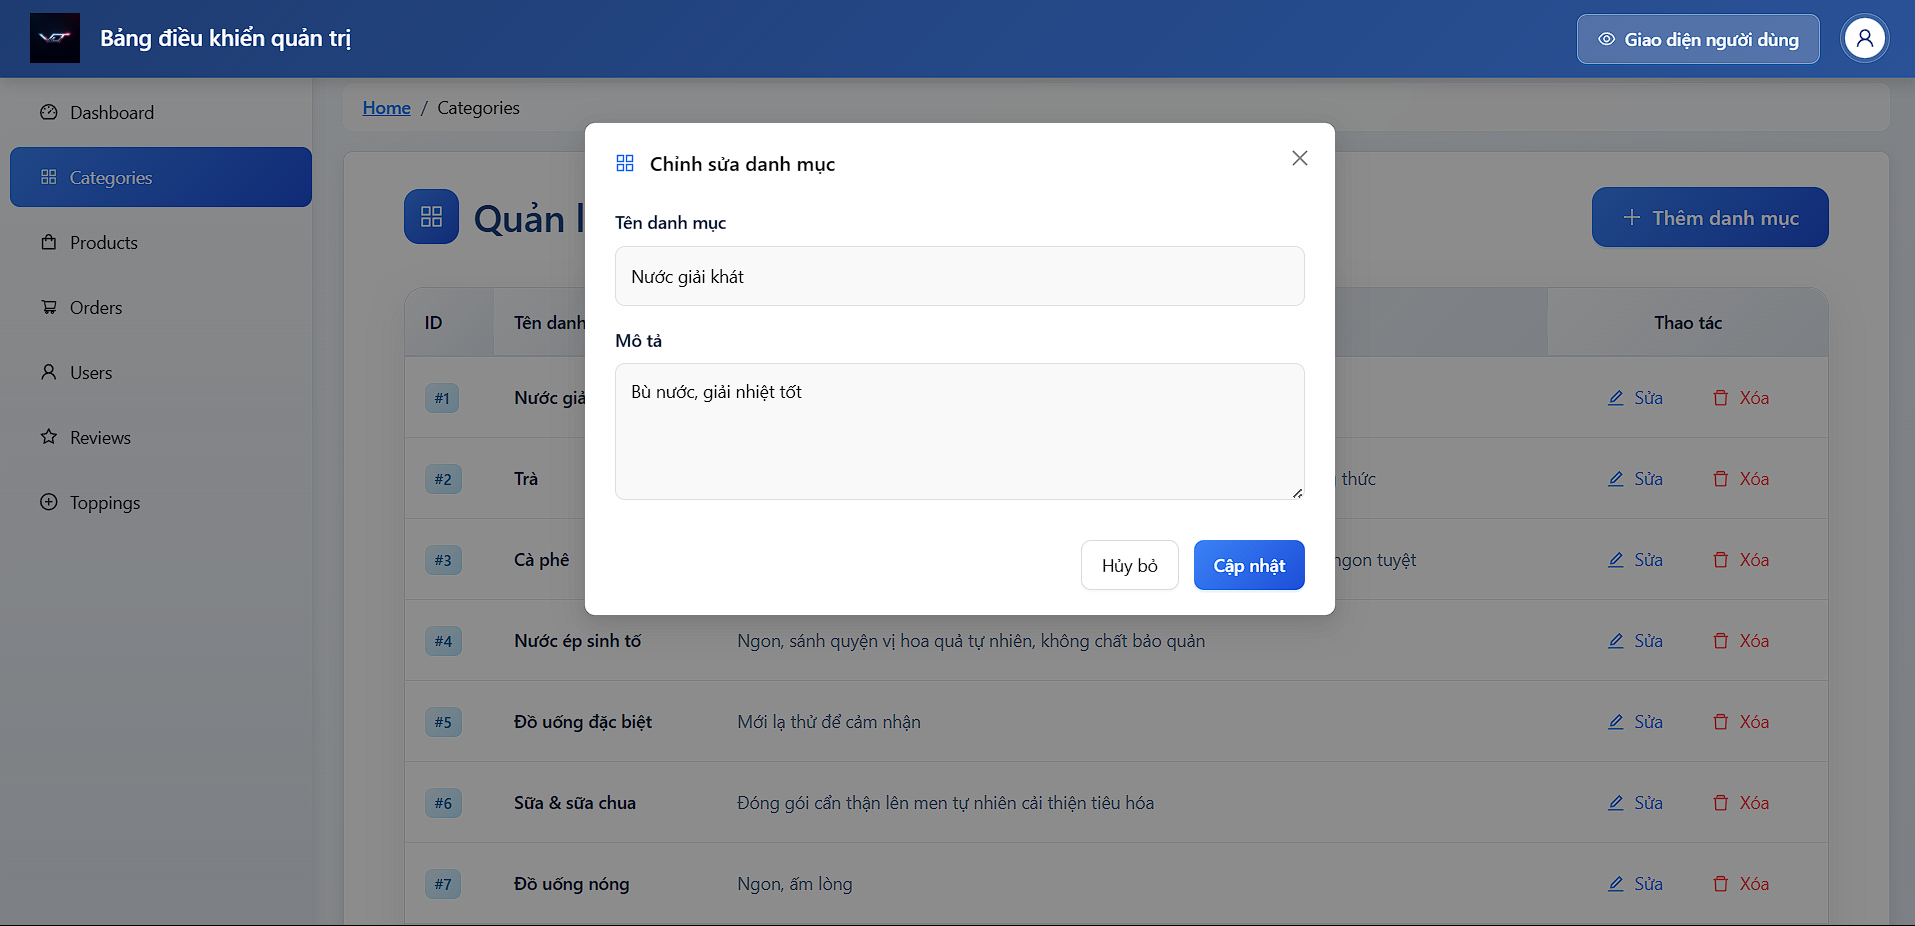 Bảng điều khiển quản trị
Giao diện người dùng
Dashboard
Categories
Products
Orders
Users
Reviews
Toppings
Home / Categories
Quản l
Thêm danh mục
ID
Tên danh
Thao tác
#1
Nước giả
Sửa
Xóa
#2
Trà
thức
Sửa
Xóa
#3
Cà phê
ngon tuyệt
Sửa
Xóa
#4
Nước ép sinh tố
Ngon, sánh quyện vị hoa quả tự nhiên, không chất bảo quản
Sửa
Xóa
#5
Đồ uống đặc biệt
Mới lạ thử để cảm nhận
Sửa
Xóa
#6
Sữa & sữa chua
Đóng gói cẩn thận lên men tự nhiên cải thiện tiêu hóa
Sửa
Xóa
#7
Đồ uống nóng
Ngon, ấm lòng
Sửa
Xóa
Chỉnh sửa danh mục
Tên danh mục
Nước giải khát
Mô tả
Bù nước, giải nhiệt tốt
Hủy bỏ
Cập nhật